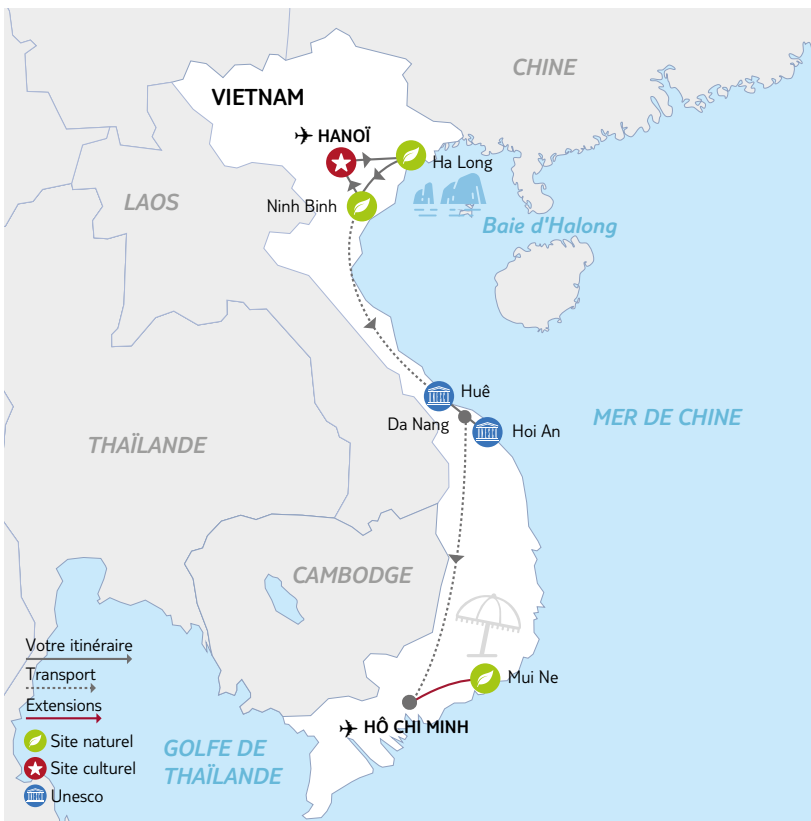 CHINE
VIETNAM
HANOÏ
Ha Long
LAOS
Ninh Binh
Baie d'Halong
Huê
Da Nang
Hoi An
MER DE CHINE
THAÏLANDE
CAMBODGE
Mui Ne
HÔ CHI MINH
GOLFE DE
THAÏLANDE
Votre itinéraire
Transport
Extensions
Site naturel
Site culturel
Unesco